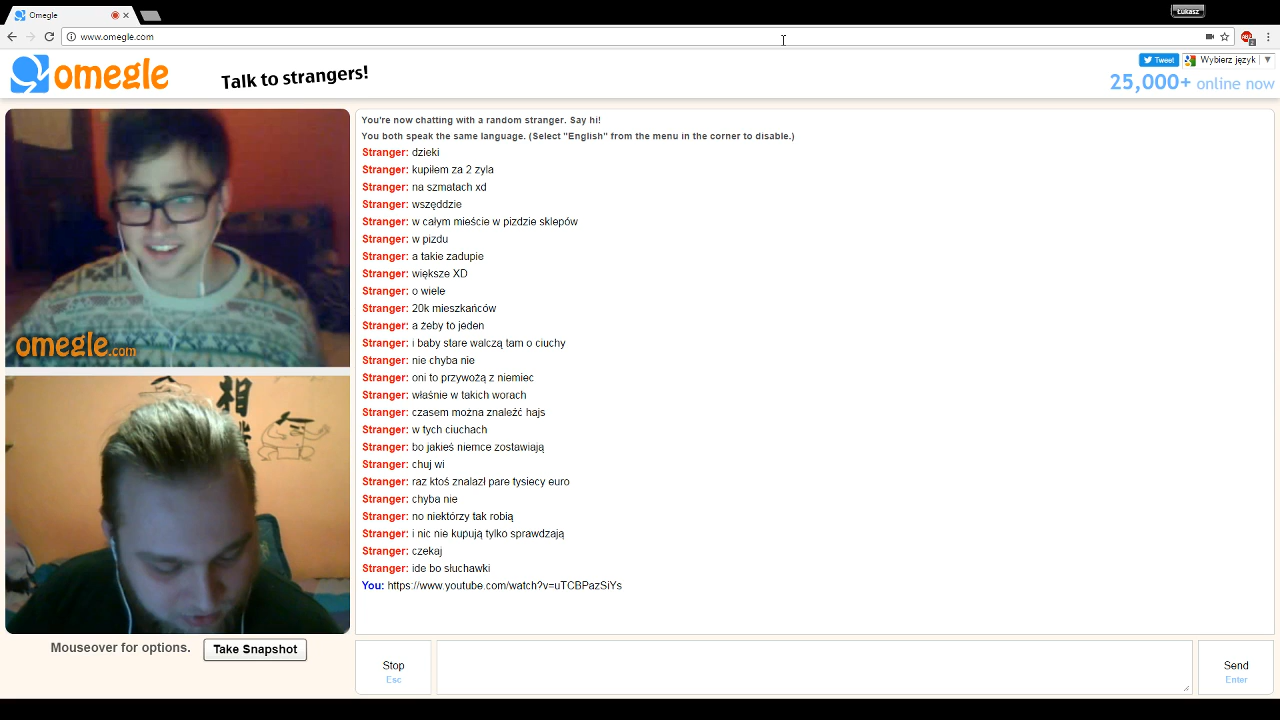 Omegle
Łukasz
www.omegle.com
omegle
Talk to strangers!
Tweet
Wybierz język
25,000+ online now
You're now chatting with a random stranger. Say hi!
You both speak the same language. (Select "English" from the menu in the corner to disable.)
Stranger: dzieki
Stranger: kupiłem za 2 zyla
Stranger: na szmatach xd
Stranger: wszęddzie
Stranger: w całym mieście w pizdzie sklepów
Stranger: w pizdu
Stranger: a takie zadupie
Stranger: większe XD
Stranger: o wiele
Stranger: 20k mieszkańców
Stranger: a żeby to jeden
Stranger: i baby stare walczą tam o ciuchy
Stranger: nie chyba nie
Stranger: oni to przywożą z niemiec
Stranger: właśnie w takich worach
Stranger: czasem można znaleźć hajs
Stranger: w tych ciuchach
Stranger: bo jakieś niemce zostawiają
Stranger: chuj wi
Stranger: raz ktoś znalazł pare tysiecy euro
Stranger: chyba nie
Stranger: no niektórzy tak robią
Stranger: i nic nie kupują tylko sprawdzają
Stranger: czekaj
Stranger: ide bo słuchawki
You: https://www.youtube.com/watch?v=uTCBPazSiYs
omegle.com
相
Mouseover for options.
Take Snapshot
Stop
Esc
Send
Enter